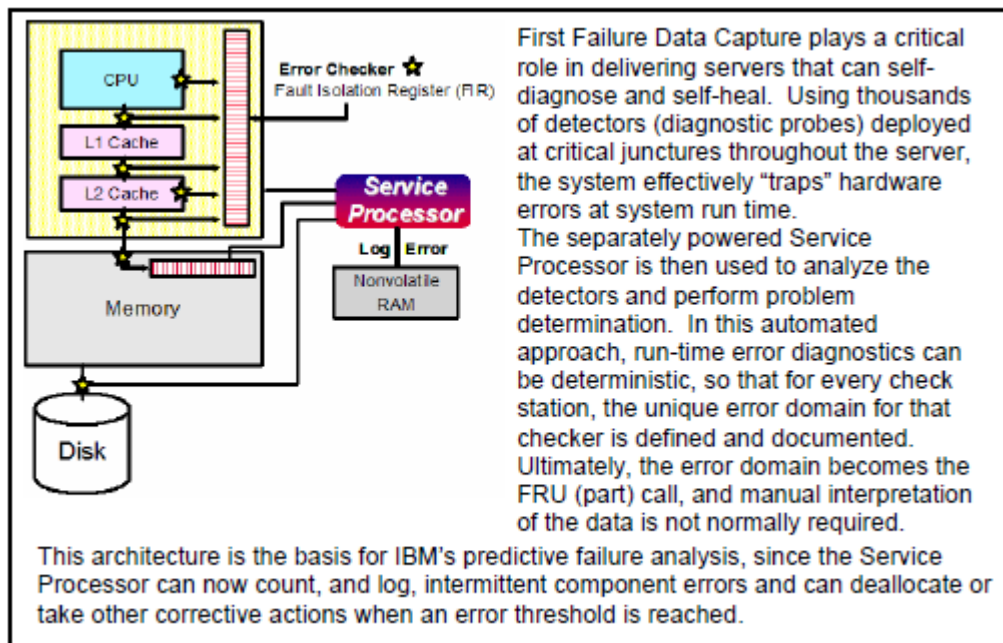 CPU
L1 Cache
L2 Cache
Memory
Disk
Error Checker
Fault Isolation Register (FIR)
Service
Processor
Log Error
Nonvolatile
RAM
First Failure Data Capture plays a critical
role in delivering servers that can self-
diagnose and self-heal. Using thousands
of detectors (diagnostic probes) deployed
at critical junctures throughout the server,
the system effectively “traps” hardware
errors at system run time.
The separately powered Service
Processor is then used to analyze the
detectors and perform problem
determination. In this automated
approach, run-time error diagnostics can
be deterministic, so that for every check
station, the unique error domain for that
checker is defined and documented.
Ultimately, the error domain becomes the
FRU (part) call, and manual interpretation
of the data is not normally required.
This architecture is the basis for IBM’s predictive failure analysis, since the Service
Processor can now count, and log, intermittent component errors and can deallocate or
take other corrective actions when an error threshold is reached.